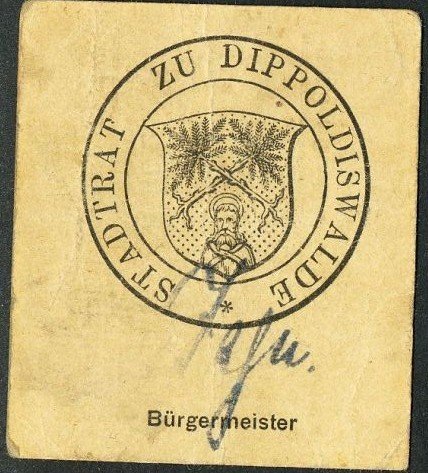 STADTRAT ZU DIPPOLDISWALDE *
Bürgermeister